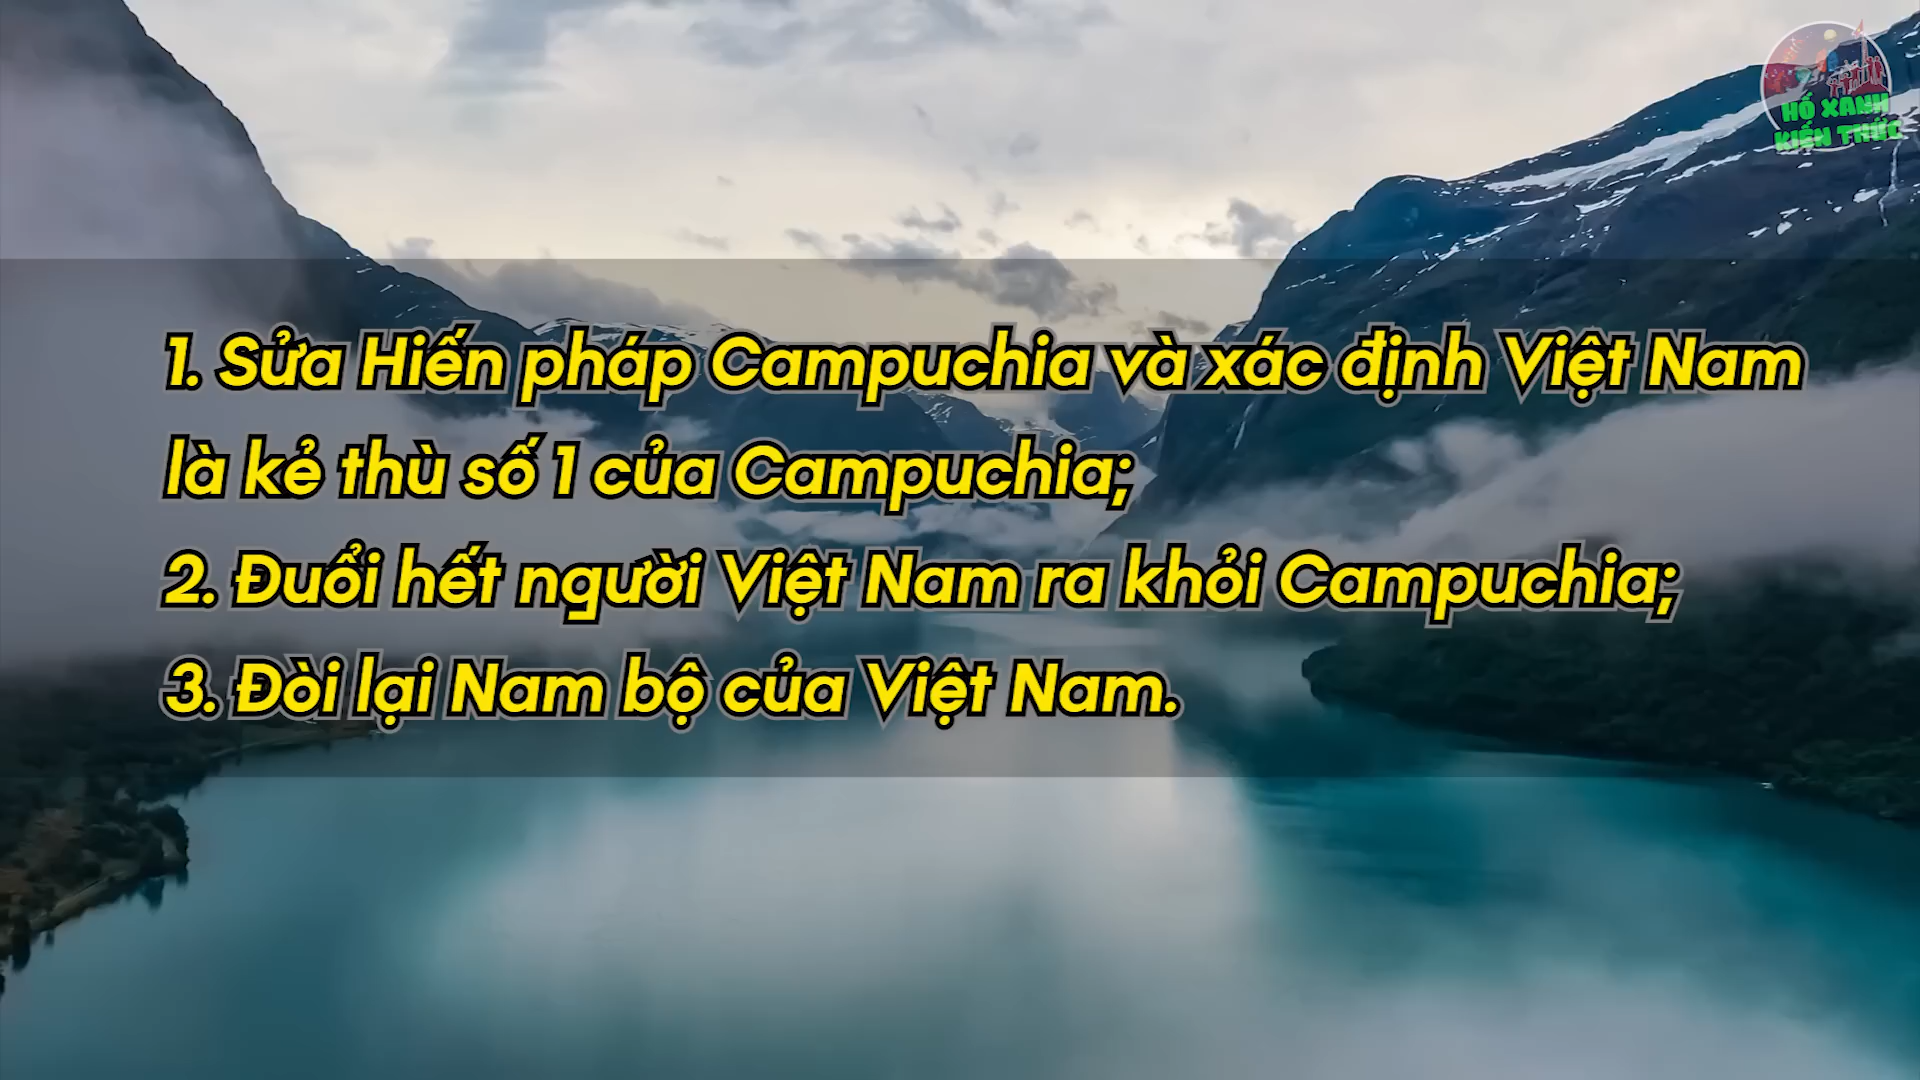 HỐ XANH
KIẾN THỨC
1. Sửa Hiến pháp Campuchia và xác định Việt Nam
là kẻ thù số 1 của Campuchia;
2. Đuổi hết người Việt Nam ra khỏi Campuchia;
3. Đòi lại Nam bộ của Việt Nam.